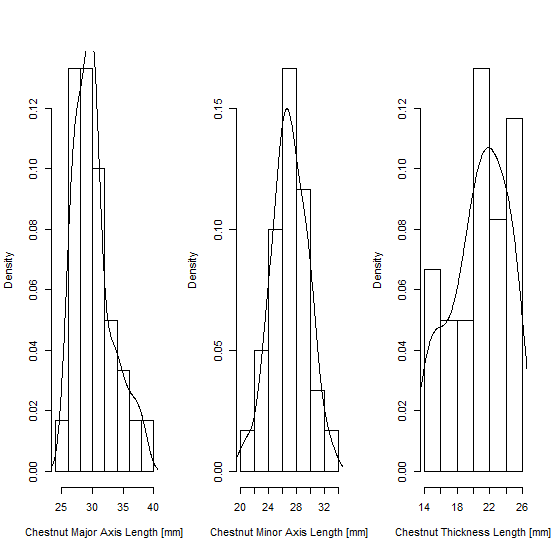 Density
0.00 0.02 0.04 0.06 0.08 0.10 0.12
25 30 35 40
Chestnut Major Axis Length [mm]
Density
0.00 0.05 0.10 0.15
20 24 28 32
Chestnut Minor Axis Length [mm]
Density
0.00 0.02 0.04 0.06 0.08 0.10 0.12
14 18 22 26
Chestnut Thickness Length [mm]